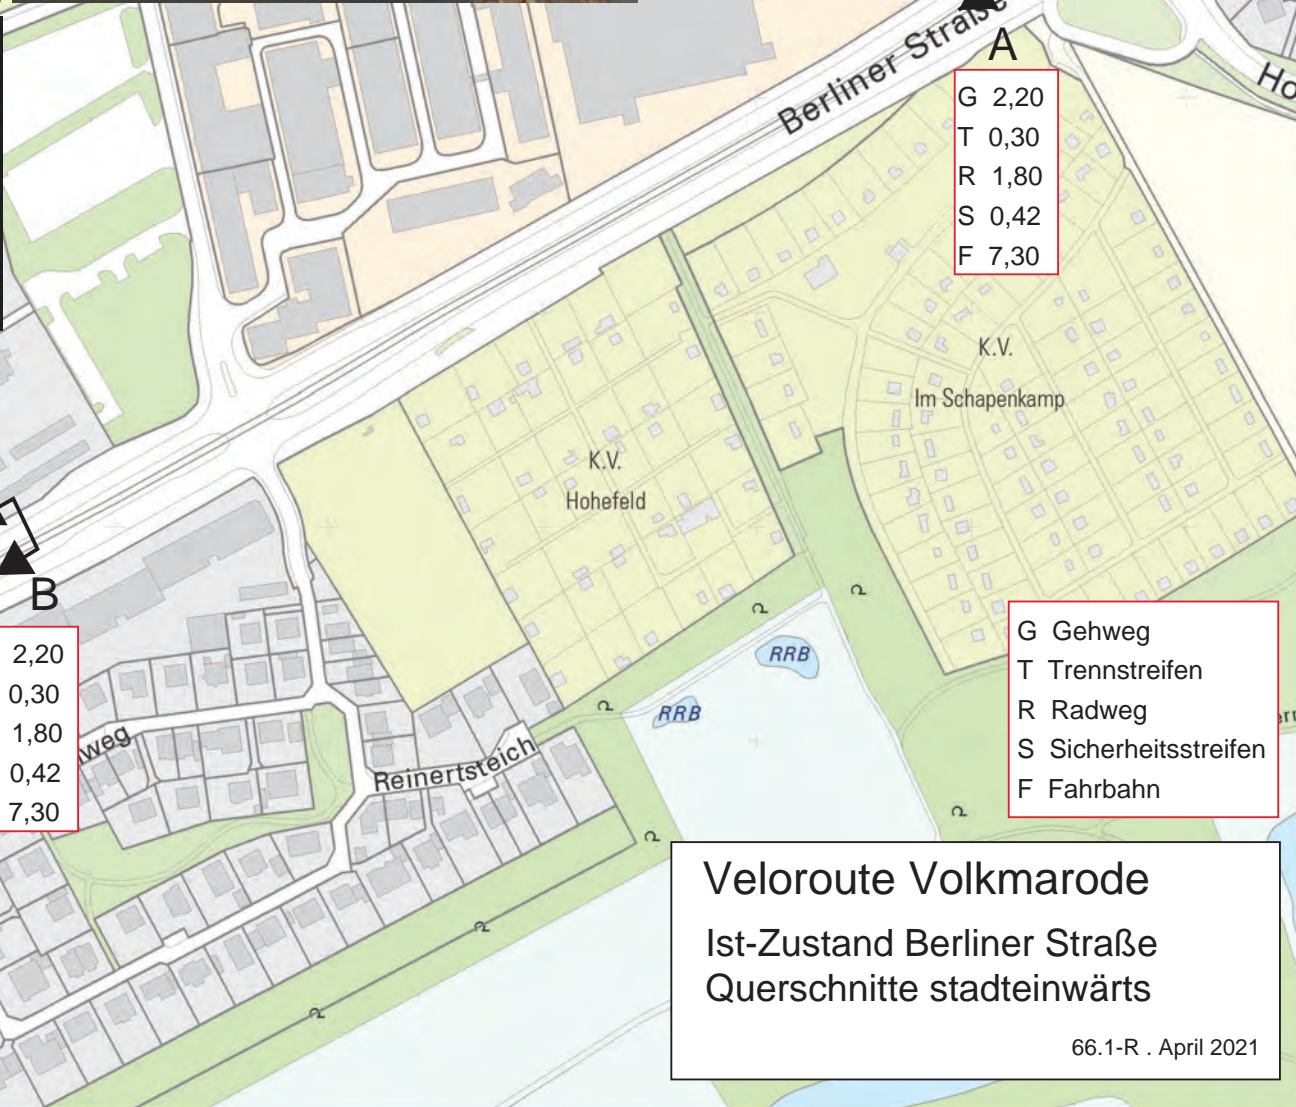 Berliner Straße
A
G 2,20
T 0,30
R 1,80
S 0,42
F 7,30
K.V.
Im Schapenkamp
K.V.
Hohefeld
B
2,20
0,30
1,80
0,42
7,30
RRB
RRB
Reinertsteich
G Gehweg
T Trennstreifen
R Radweg
S Sicherheitsstreifen
F Fahrbahn
Veloroute Volkmarode
Ist-Zustand Berliner Straße
Querschnitte stadteinwärts
66.1-R . April 2021